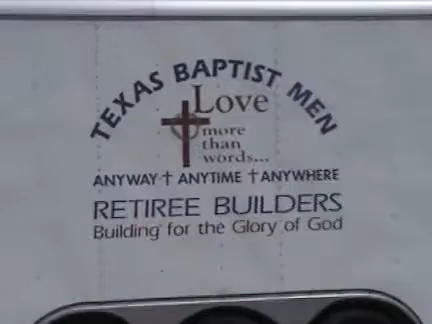 TEXAS BAPTIST MEN
Love
more
than
words...
ANYWAY † ANYTIME † ANYWHERE
RETIREE BUILDERS
Building for the Glory of God